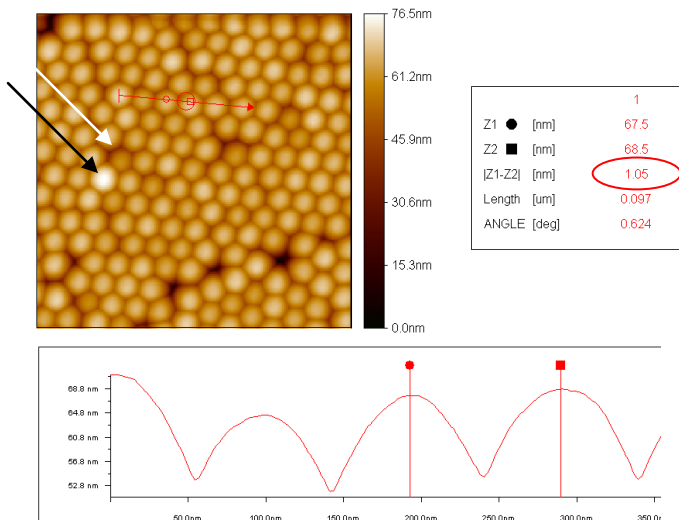 76.5nm
61.2nm
45.9nm
30.6nm
15.3nm
0.0nm
1
Z1 [nm] 67.5
Z2 [nm] 68.5
|Z1-Z2| [nm] 1.05
Length [um] 0.097
ANGLE [deg] 0.624
68.8 nm
64.8 nm
60.8 nm
56.8 nm
52.8 nm
50.0nm 100.0nm 150.0nm 200.0nm 250.0nm 300.0nm 350.0nm